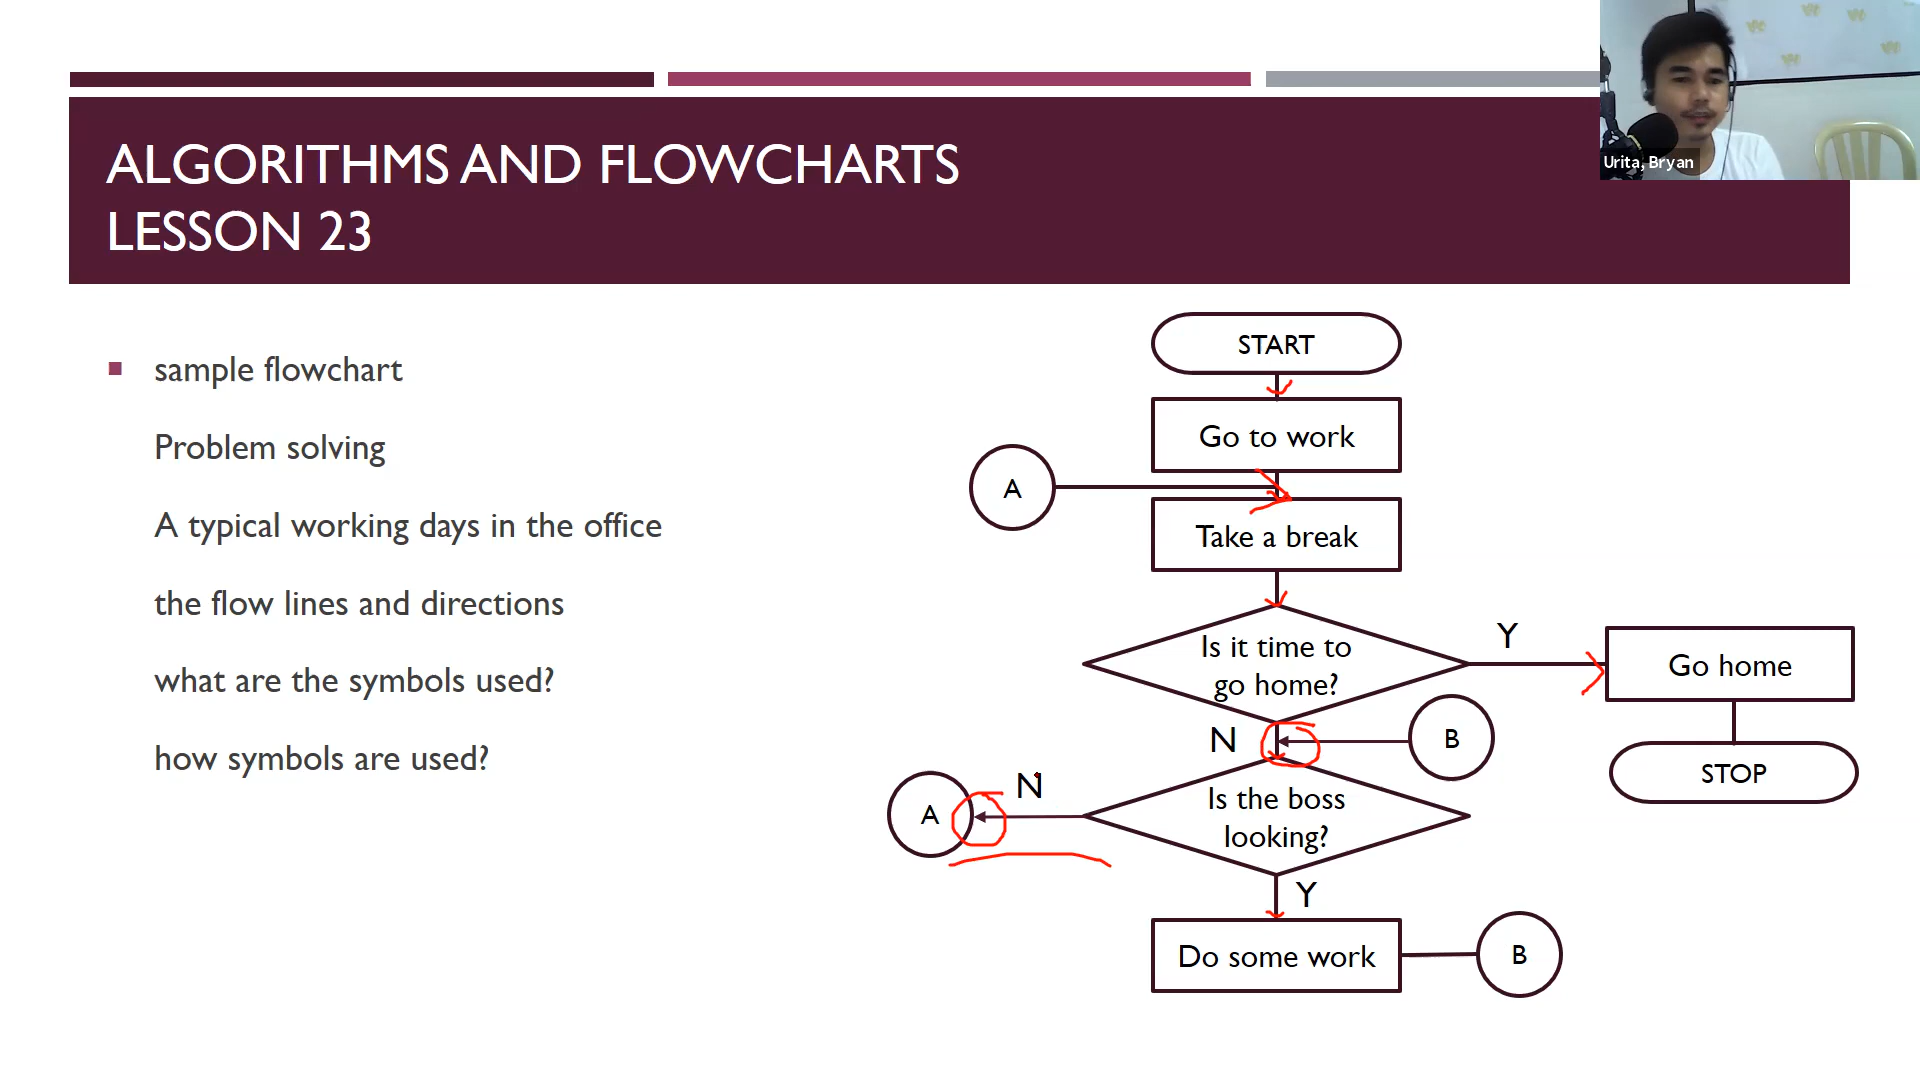 ALGORITHMS AND FLOWCHARTS
LESSON 23
Urita, Bryan
sample flowchart
Problem solving
A typical working days in the office
the flow lines and directions
what are the symbols used?
how symbols are used?
START
Go to work
A
Take a break
Is it time to
go home?
Y
Go home
N
B
STOP
A
N
Is the boss
looking?
Y
Do some work
B